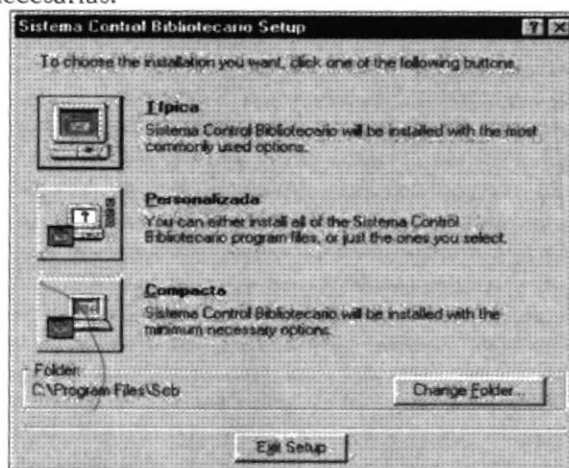 necesarias.
Sistema Control Bibliotecario Setup
To choose the installation you want, click one of the following buttons.
Típica
Sistema Control Bibliotecario will be installed with the most
commonly used options.
Personalizada
You can either install all of the Sistema Control
Bibliotecario program files, or just the ones you select.
Compacta
Sistema Control Bibliotecario will be installed with the
minimum necessary options.
Folder:
C:\Program Files\Scb
Change Folder...
Exit Setup